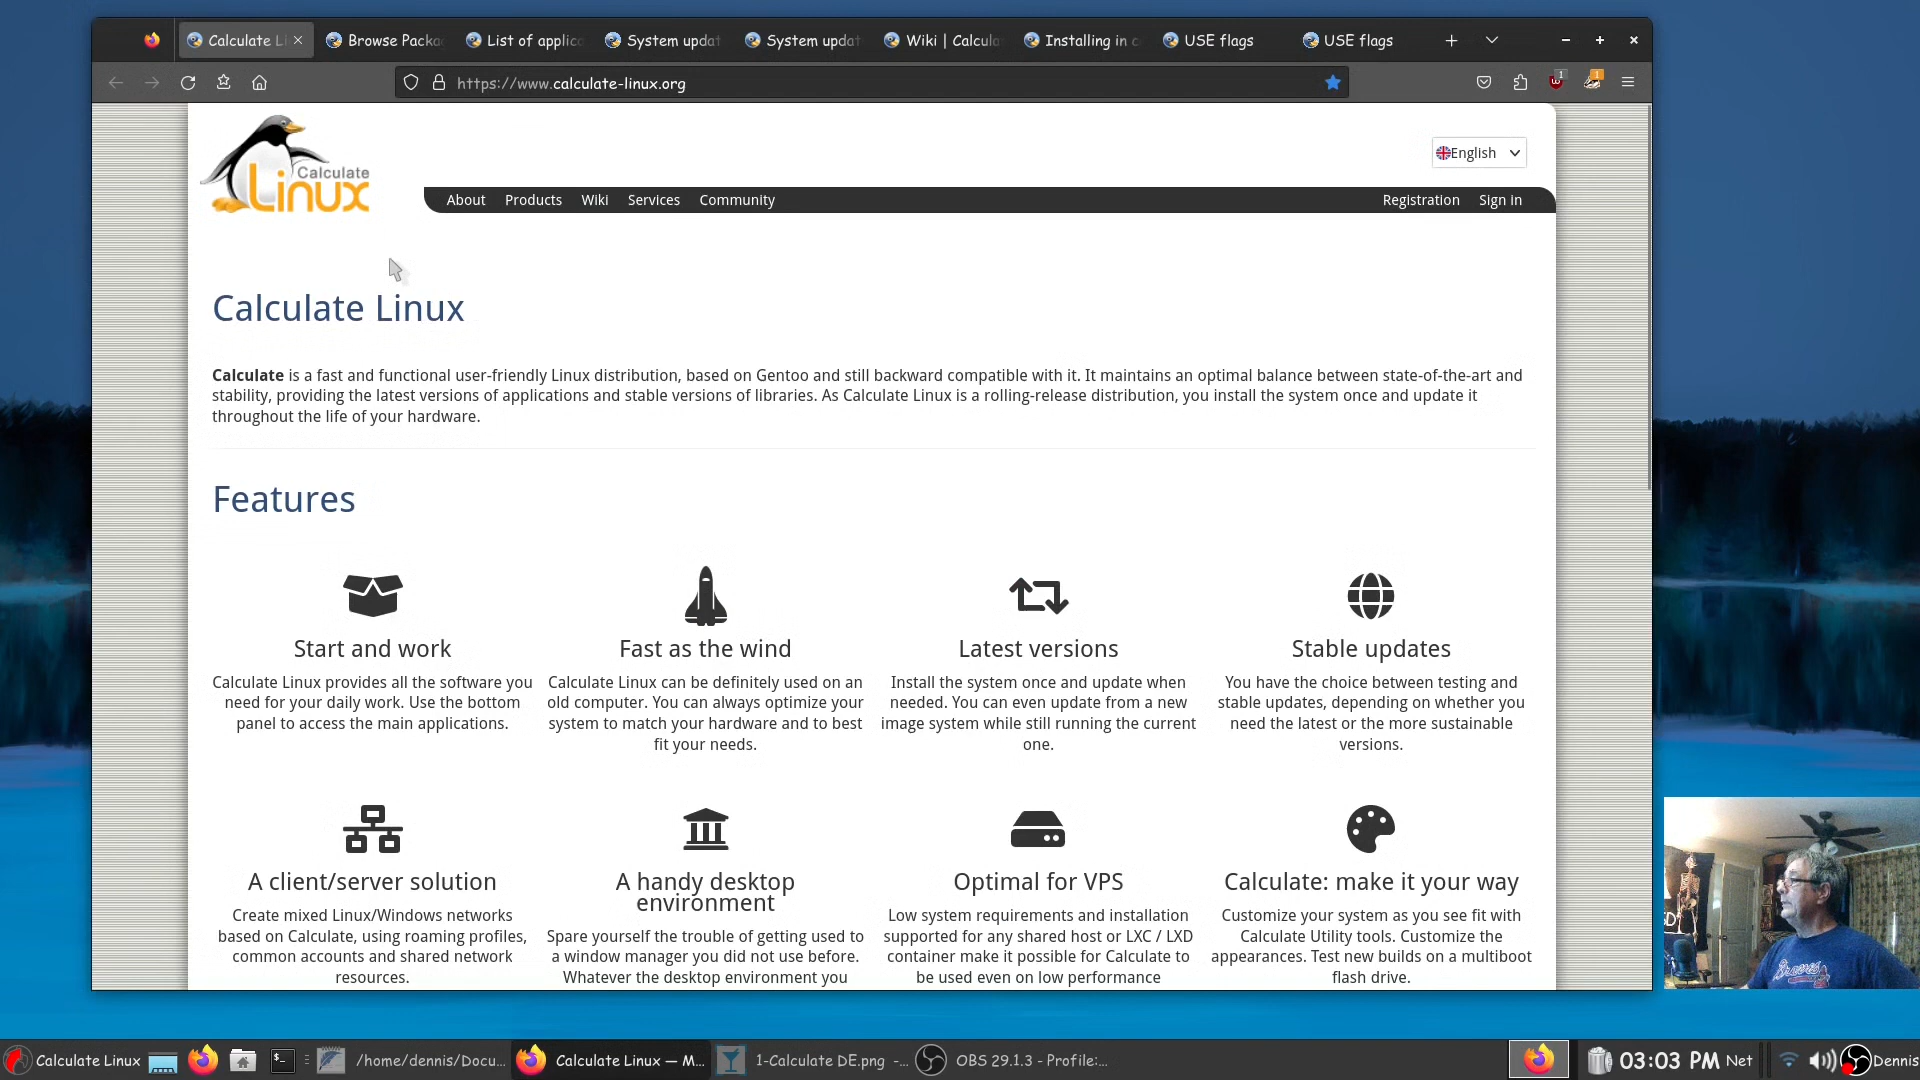 Calculate Li
Browse Packa
List of applica
System updat
System updat
Wiki | Calcula
Installing in c
USE flags
USE flags
https://www.calculate-linux.org
1
1
Calculate
Linux
English
About
Products
Wiki
Services
Community
Registration
Sign in
Calculate Linux
Calculate is a fast and functional user-friendly Linux distribution, based on Gentoo and still backward compatible with it. It maintains an optimal balance between state-of-the-art and
stability, providing the latest versions of applications and stable versions of libraries. As Calculate Linux is a rolling-release distribution, you install the system once and update it
throughout the life of your hardware.
Features
Start and work
Calculate Linux provides all the software you
need for your daily work. Use the bottom
panel to access the main applications.
Fast as the wind
Calculate Linux can be definitely used on an
old computer. You can always optimize your
system to match your hardware and to best
fit your needs.
Latest versions
Install the system once and update when
needed. You can even update from a new
image system while still running the current
one.
Stable updates
You have the choice between testing and
stable updates, depending on whether you
need the latest or the more sustainable
versions.
A client/server solution
Create mixed Linux/Windows networks
based on Calculate, using roaming profiles,
common accounts and shared network
resources.
A handy desktop
environment
Spare yourself the trouble of getting used to
a window manager you did not use before.
Whatever the desktop environment you
Optimal for VPS
Low system requirements and installation
supported for any shared host or LXC / LXD
container make it possible for Calculate to
be used even on low performance
Calculate: make it your way
Customize your system as you see fit with
Calculate Utility tools. Customize the
appearances. Test new builds on a multiboot
flash drive.
Braves
Calculate Linux
/home/dennis/Docu...
Calculate Linux — M...
1-Calculate DE.png -...
OBS 29.1.3 - Profile:...
03:03 PM
Net
Dennis